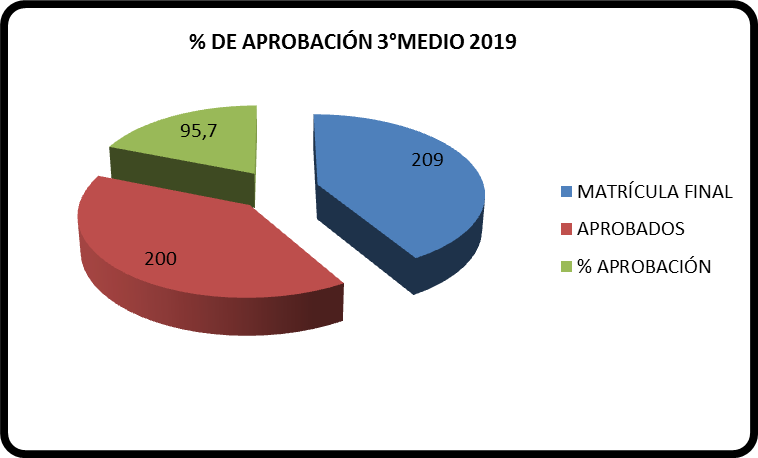 % DE APROBACIÓN 3°MEDIO 2019
95,7
209
200
MATRÍCULA FINAL
APROBADOS
% APROBACIÓN